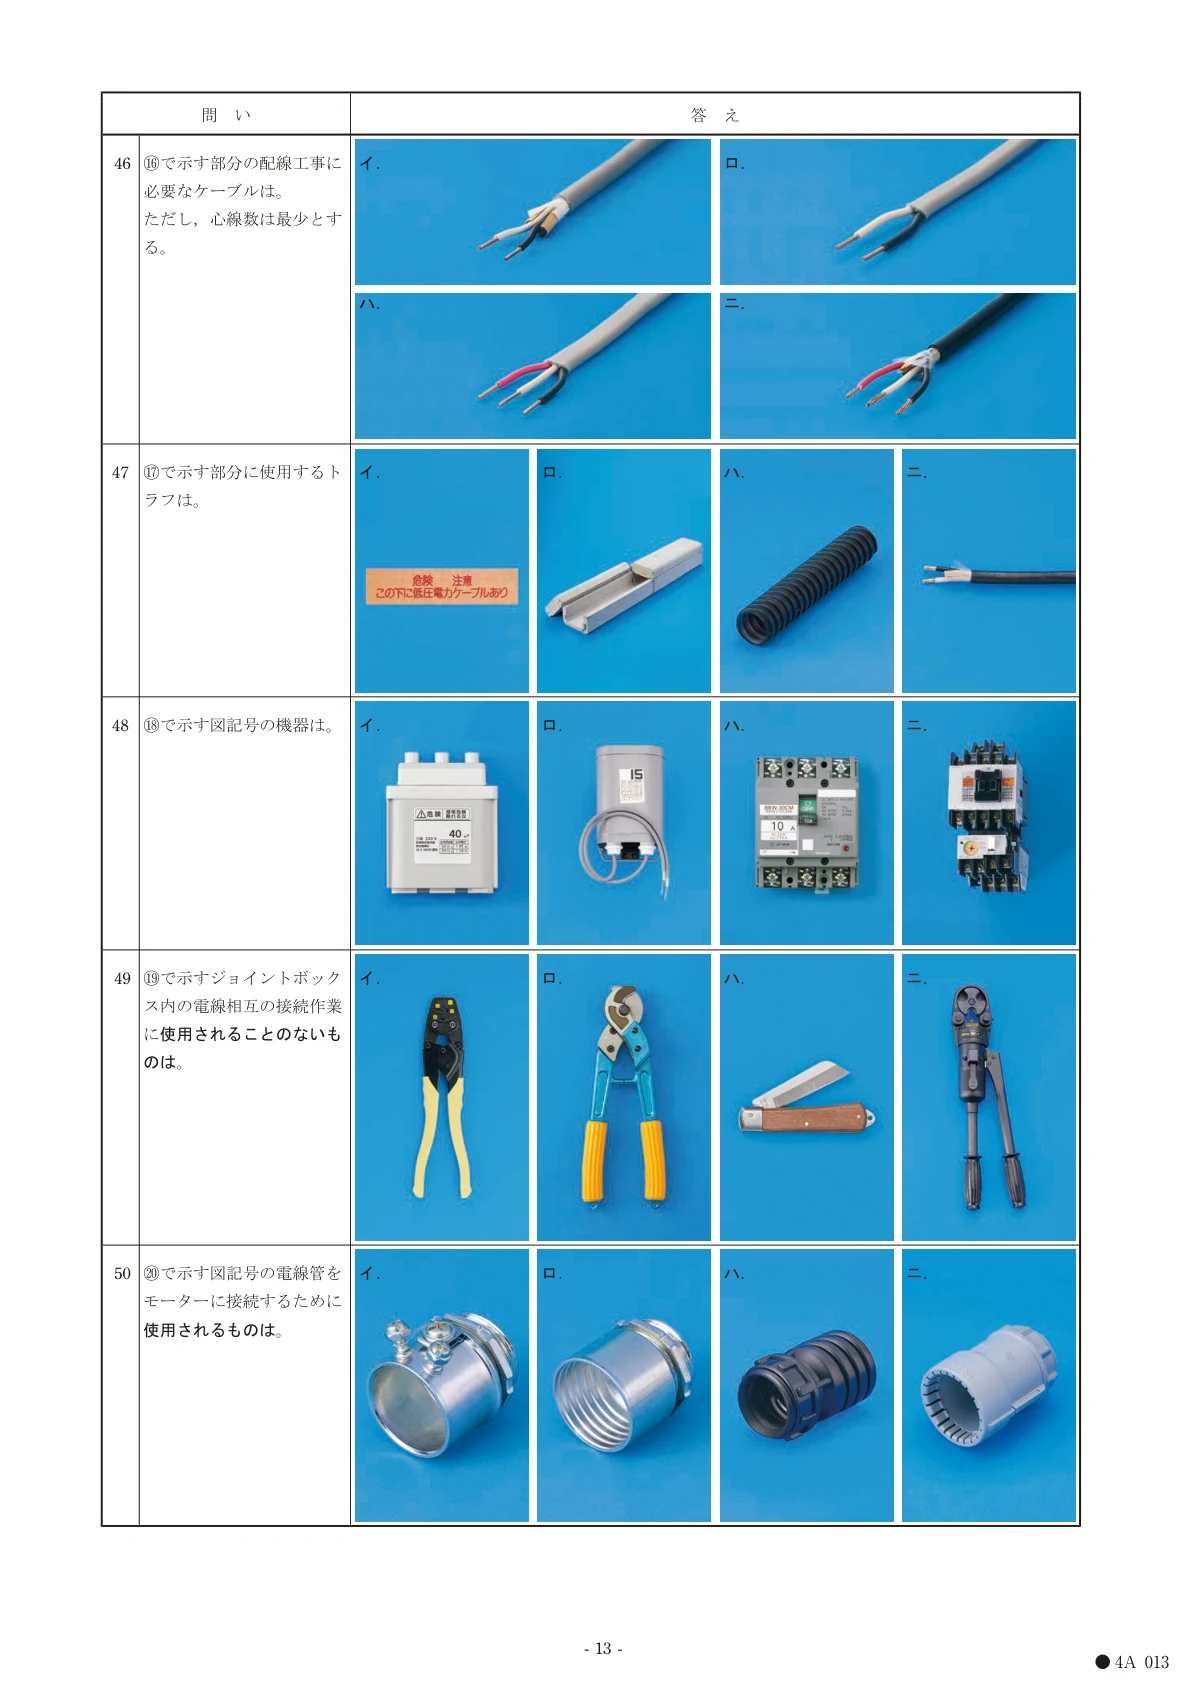 問 い
答 え
46
⑯で示す部分の配線工事に
必要なケーブルは。
ただし，心線数は最少とす
る。
イ.
ロ.
ハ.
ニ.
47
⑰で示す部分に使用するト
ラフは。
イ.
危険 注意
この下に低圧電力ケーブルあり
ロ.
ハ.
ニ.
48
⑱で示す図記号の機器は。
イ.
危険
40
ロ.
15
ハ.
10 A
ニ.
49
⑲で示すジョイントボック
ス内の電線相互の接続作業
に使用されることのないも
のは。
イ.
ロ.
ハ.
ニ.
50
⑳で示す図記号の電線管を
モーターに接続するために
使用されるものは。
イ.
ロ.
ハ.
ニ.
- 13 -
●4A 013